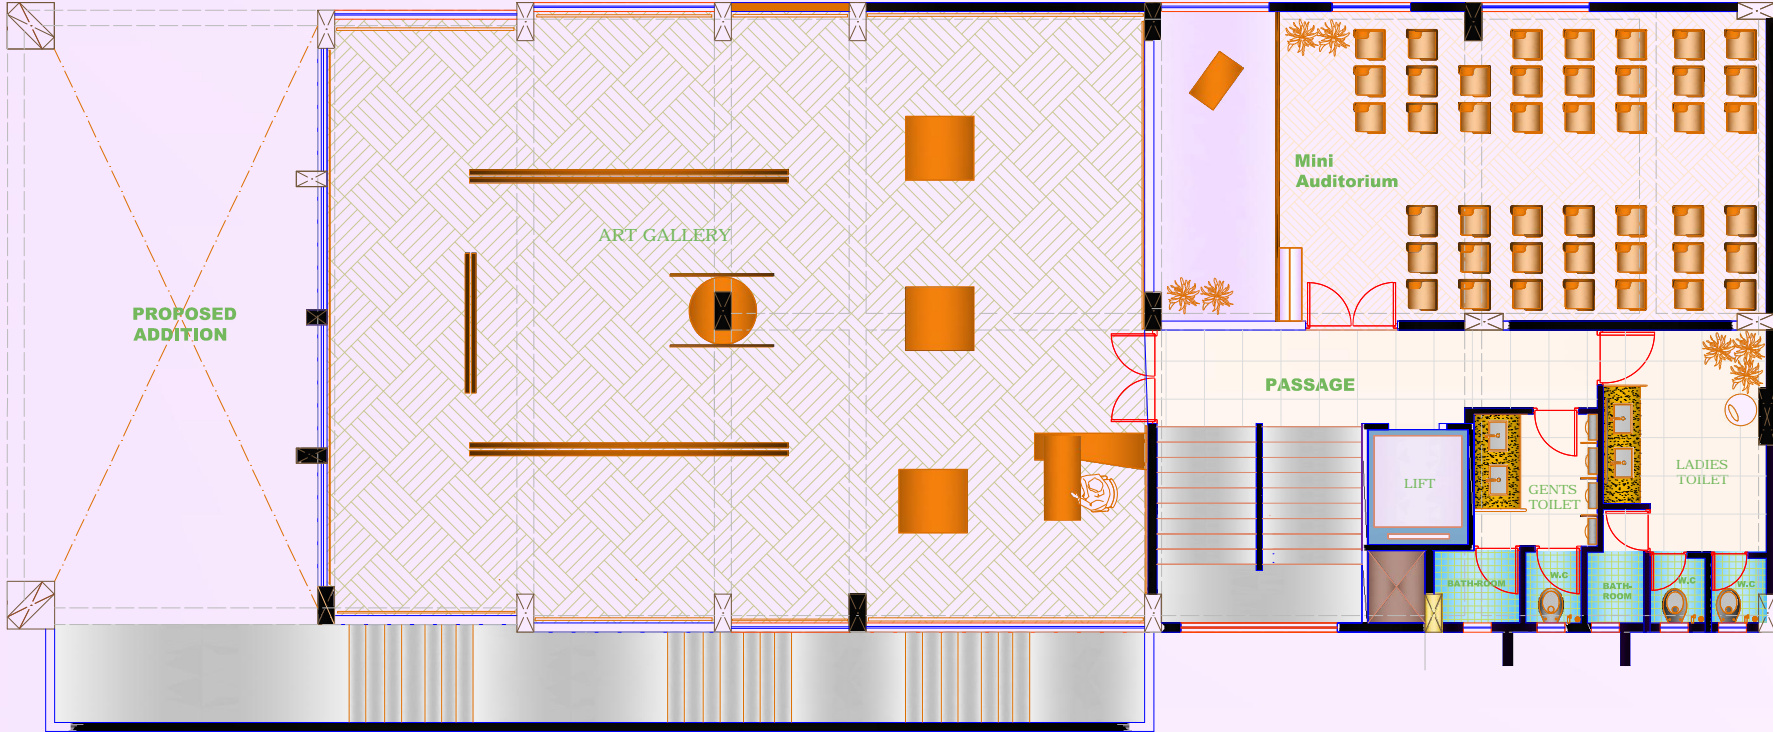 Mini
Auditorium
ART GALLERY
PROPOSED
ADDITION
PASSAGE
LADIES
TOILET
LIFT
GENTS
TOILET
BATH-ROOM
W.C
BATH-
ROOM
W.C
W.C